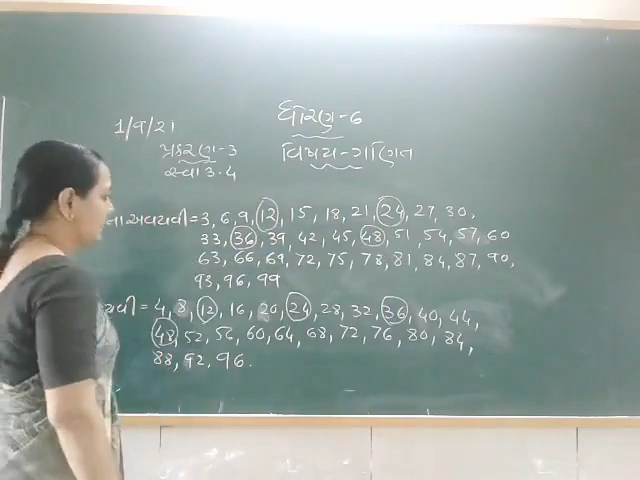 ધોરણ-6
1/9/21
પ્રકરણ-3
વિષય-ગણિત
સ્વા 3.4
ના અવયવી = 3, 6, 9, 12, 15, 18, 21, 24, 27, 30,
33, 36, 39, 42, 45, 48, 51, 54, 57, 60
63, 66, 69, 72, 75, 78, 81, 84, 87, 90,
93, 96, 99
= 4, 8, 12, 16, 20, 24, 28, 32, 36, 40, 44,
48, 52, 56, 60, 64, 68, 72, 76, 80, 84,
88, 92, 96.